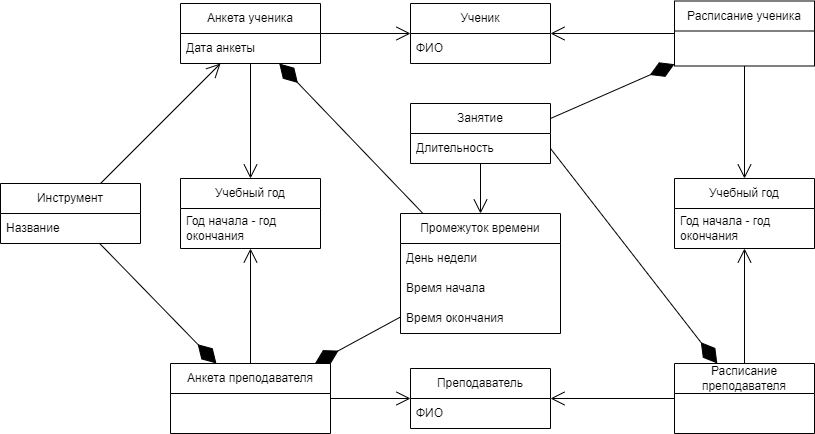 Анкета ученика
Дата анкеты
Ученик
ФИО
Расписание ученика
Занятие
Длительность
Инструмент
Название
Учебный год
Год начала - год
окончания
Промежуток времени
День недели
Время начала
Время окончания
Учебный год
Год начала - год
окончания
Анкета преподавателя
Преподаватель
ФИО
Расписание
преподавателя